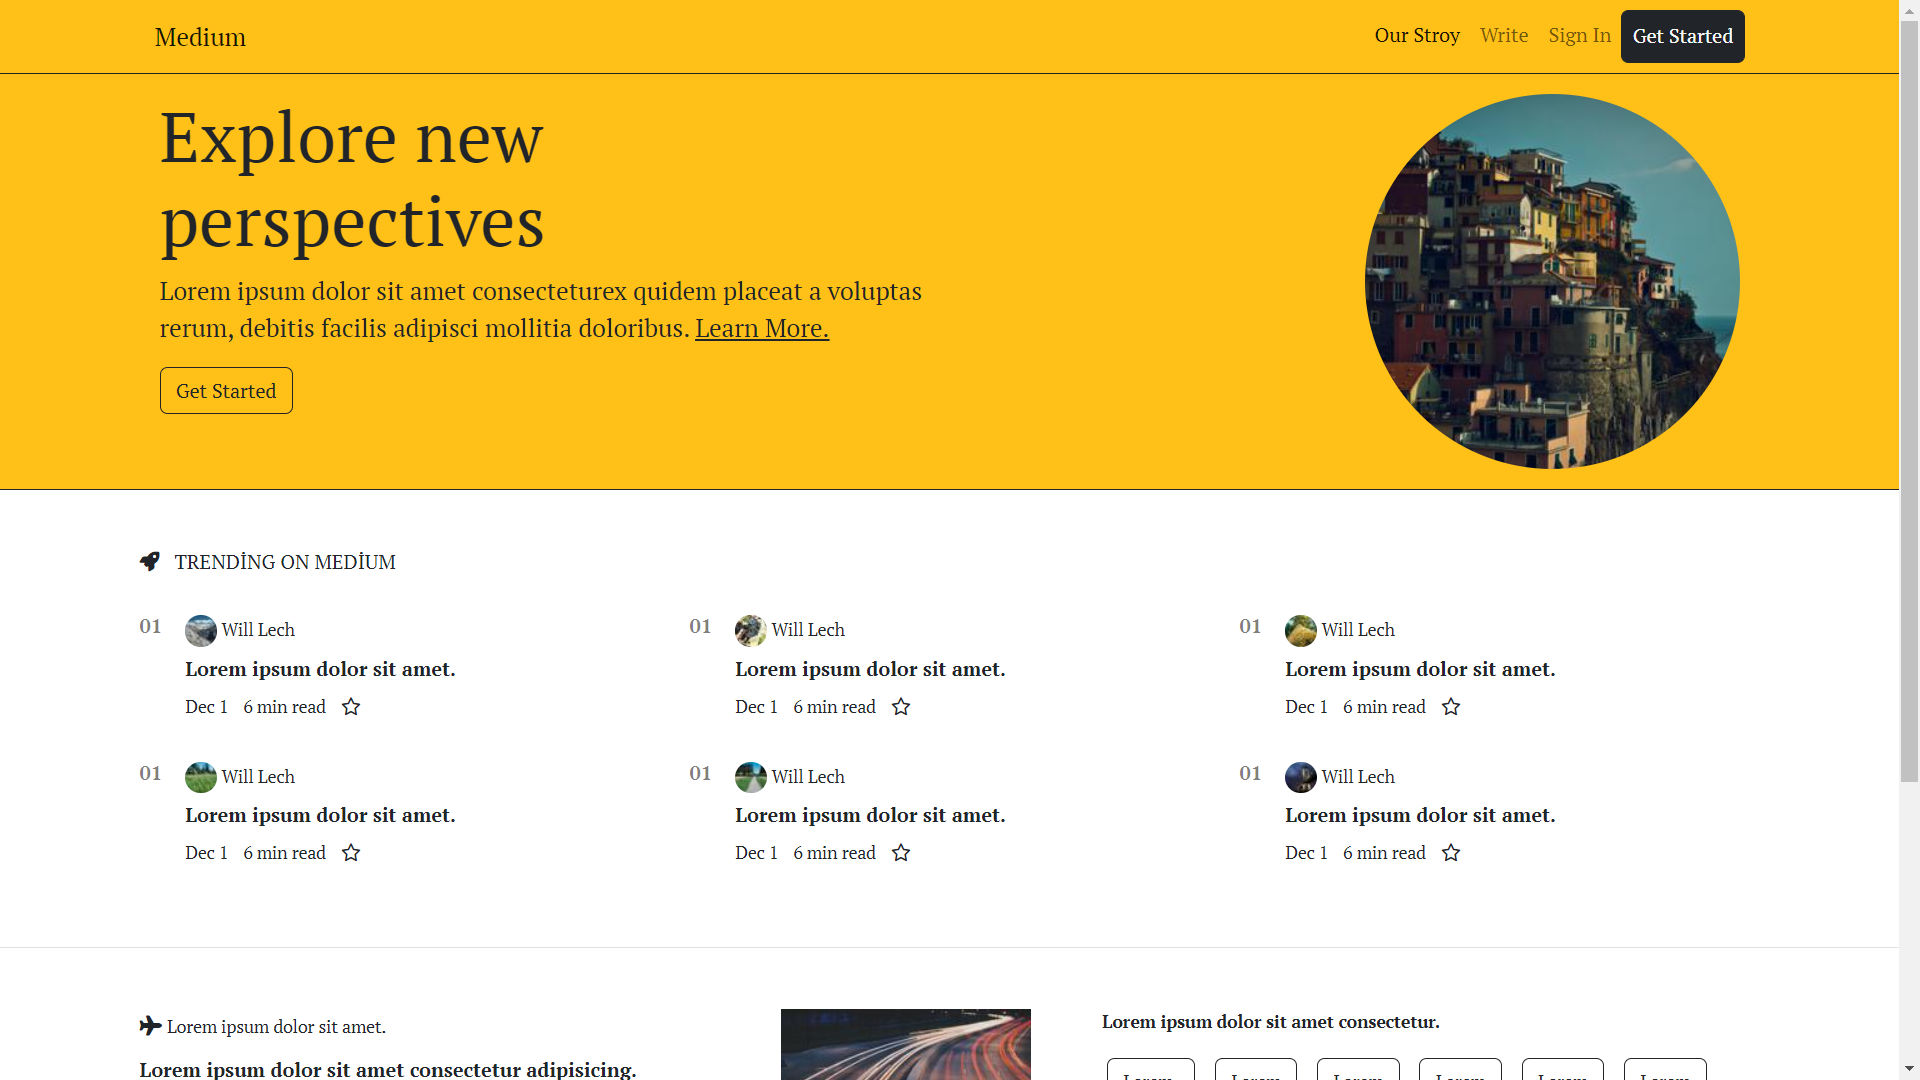 Medium
Our Stroy
Write
Sign In
Get Started
Explore new
perspectives
Lorem ipsum dolor sit amet consecteturex quidem placeat a voluptas
rerum, debitis facilis adipisci mollitia doloribus. Learn More.
Get Started
TRENDİNG ON MEDİUM
01 Will Lech
Lorem ipsum dolor sit amet.
Dec 1 6 min read
01 Will Lech
Lorem ipsum dolor sit amet.
Dec 1 6 min read
01 Will Lech
Lorem ipsum dolor sit amet.
Dec 1 6 min read
01 Will Lech
Lorem ipsum dolor sit amet.
Dec 1 6 min read
01 Will Lech
Lorem ipsum dolor sit amet.
Dec 1 6 min read
01 Will Lech
Lorem ipsum dolor sit amet.
Dec 1 6 min read
Lorem ipsum dolor sit amet.
Lorem ipsum dolor sit amet consectetur adipisicing.
Lorem ipsum dolor sit amet consectetur.